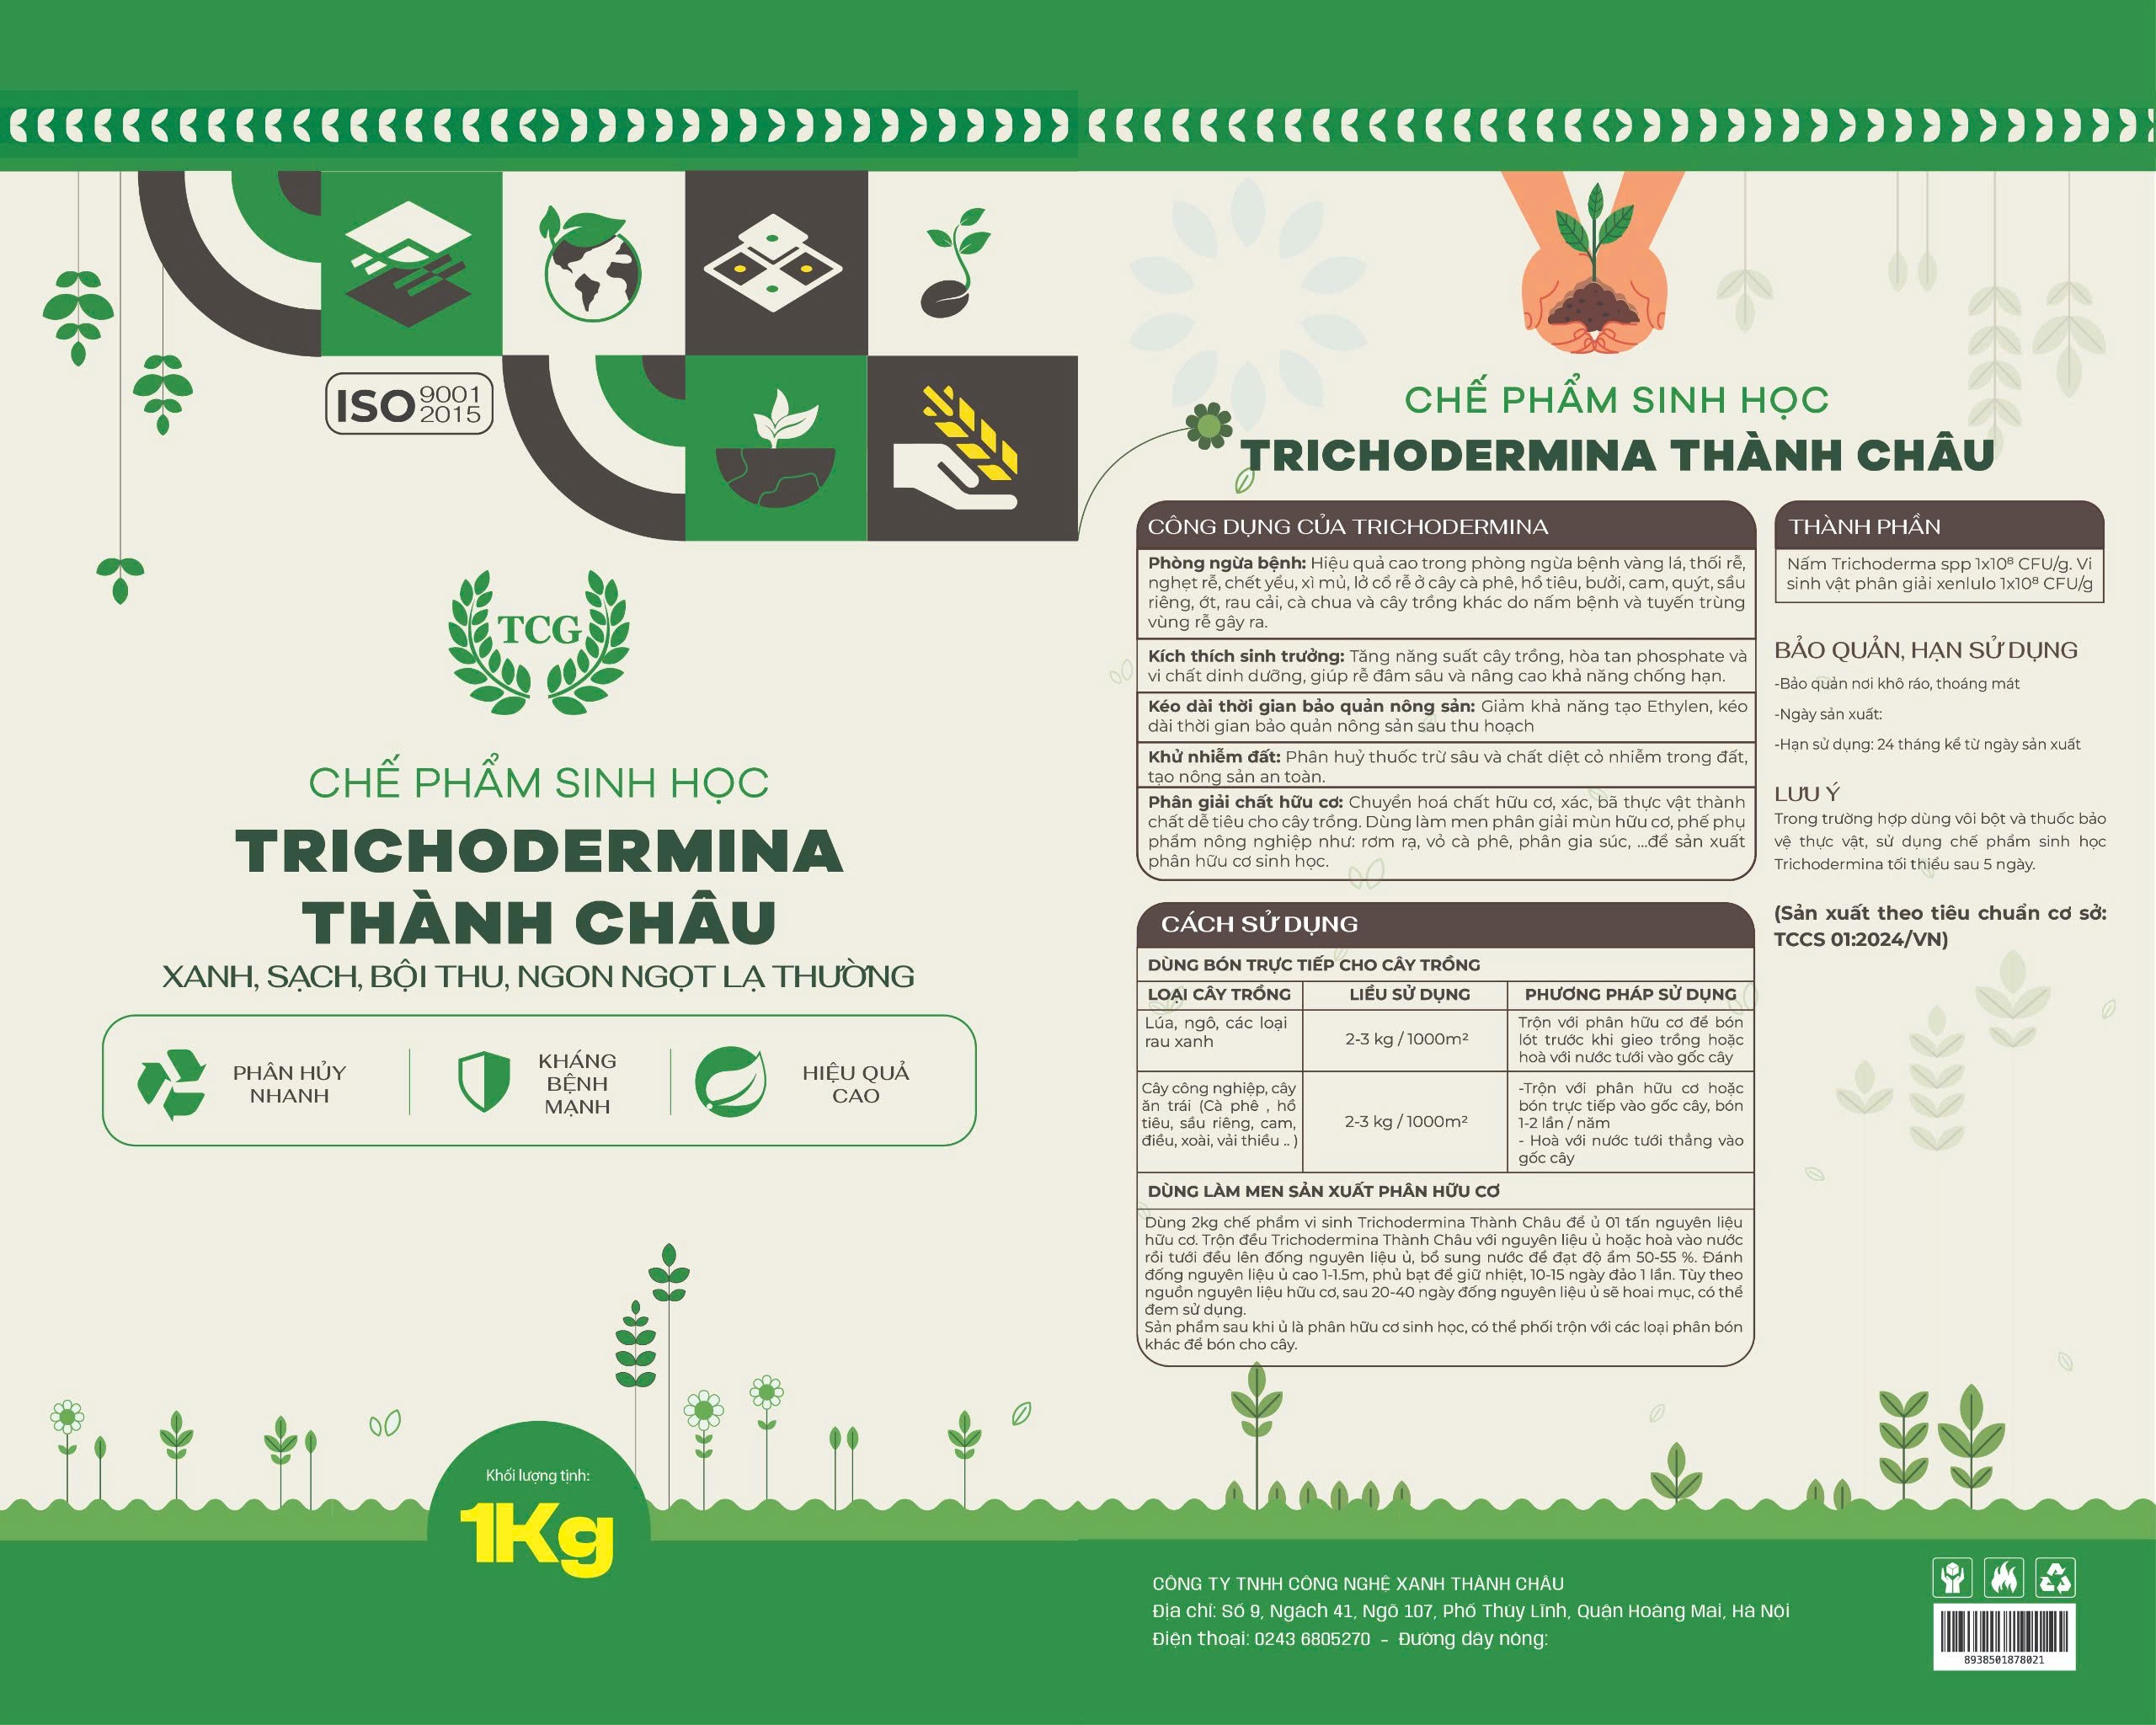 ISO 9001
2015
TCG
CHẾ PHẨM SINH HỌC
TRICHODERMINA
THÀNH CHÂU
XANH, SẠCH, BỘI THU, NGON NGỌT LẠ THƯỜNG
PHÂN HỦY
NHANH
KHÁNG
BỆNH
MẠNH
HIỆU QUẢ
CAO
Khối lượng tịnh:
1Kg
CHẾ PHẨM SINH HỌC
TRICHODERMINA THÀNH CHÂU
CÔNG DỤNG CỦA TRICHODERMINA
Phòng ngừa bệnh: Hiệu quả cao trong phòng ngừa bệnh vàng lá, thối rễ,
nghẹt rễ, chết yểu, xì mủ, lở cổ rễ ở cây cà phê, hồ tiêu, bưởi, cam, quýt, sầu
riêng, ớt, rau cải, cà chua và cây trồng khác do nấm bệnh và tuyến trùng
vùng rễ gây ra.
Kích thích sinh trưởng: Tăng năng suất cây trồng, hòa tan phosphate và
vi chất dinh dưỡng, giúp rễ đâm sâu và nâng cao khả năng chống hạn.
Kéo dài thời gian bảo quản nông sản: Giảm khả năng tạo Ethylen, kéo
dài thời gian bảo quản nông sản sau thu hoạch
Khử nhiễm đất: Phân huỷ thuốc trừ sâu và chất diệt cỏ nhiễm trong đất,
tạo nông sản an toàn.
Phân giải chất hữu cơ: Chuyển hoá chất hữu cơ, xác, bã thực vật thành
chất dễ tiêu cho cây trồng. Dùng làm men phân giải mùn hữu cơ, phế phụ
phẩm nông nghiệp như: rơm rạ, vỏ cà phê, phân gia súc, ...để sản xuất
phân hữu cơ sinh học.
CÁCH SỬ DỤNG
DÙNG BÓN TRỰC TIẾP CHO CÂY TRỒNG
LOẠI CÂY TRỒNG
LIỀU SỬ DỤNG
PHƯƠNG PHÁP SỬ DỤNG
Lúa, ngô, các loại
rau xanh
2-3 kg / 1000m²
Trộn với phân hữu cơ để bón
lót trước khi gieo trồng hoặc
hoà với nước tưới vào gốc cây
Cây công nghiệp, cây
ăn trái (Cà phê , hồ
tiêu, sầu riêng, cam,
điều, xoài, vải thiều .. )
2-3 kg / 1000m²
-Trộn với phân hữu cơ hoặc
bón trực tiếp vào gốc cây, bón
1-2 lần / năm
- Hoà với nước tưới thẳng vào
gốc cây
DÙNG LÀM MEN SẢN XUẤT PHÂN HỮU CƠ
Dùng 2kg chế phẩm vi sinh Trichodermina Thành Châu để ủ 01 tấn nguyên liệu
hữu cơ. Trộn đều Trichodermina Thành Châu với nguyên liệu ủ hoặc hoà vào nước
rồi tưới đều lên đống nguyên liệu ủ, bổ sung nước để đạt độ ẩm 50-55 %. Đánh
đống nguyên liệu ủ cao 1-1.5m, phủ bạt để giữ nhiệt, 10-15 ngày đảo 1 lần. Tùy theo
nguồn nguyên liệu hữu cơ, sau 20-40 ngày đống nguyên liệu ủ sẽ hoai mục, có thể
đem sử dụng.
Sản phẩm sau khi ủ là phân hữu cơ sinh học, có thể phối trộn với các loại phân bón
khác để bón cho cây.
THÀNH PHẦN
Nấm Trichoderma spp 1x10⁸ CFU/g. Vi
sinh vật phân giải xenlulo 1x10⁸ CFU/g
BẢO QUẢN, HẠN SỬ DỤNG
-Bảo quản nơi khô ráo, thoáng mát
-Ngày sản xuất:
-Hạn sử dụng: 24 tháng kể từ ngày sản xuất
LƯU Ý
Trong trường hợp dùng vôi bột và thuốc bảo
vệ thực vật, sử dụng chế phẩm sinh học
Trichodermina tối thiểu sau 5 ngày.
(Sản xuất theo tiêu chuẩn cơ sở:
TCCS 01:2024/VN)
CÔNG TY TNHH CÔNG NGHỆ XANH THÀNH CHÂU
Địa chỉ: Số 9, Ngách 41, Ngõ 107, Phố Thúy Lĩnh, Quận Hoàng Mai, Hà Nội
Điện thoại: 0243 6805270 - Đường dây nóng:
8938501878021